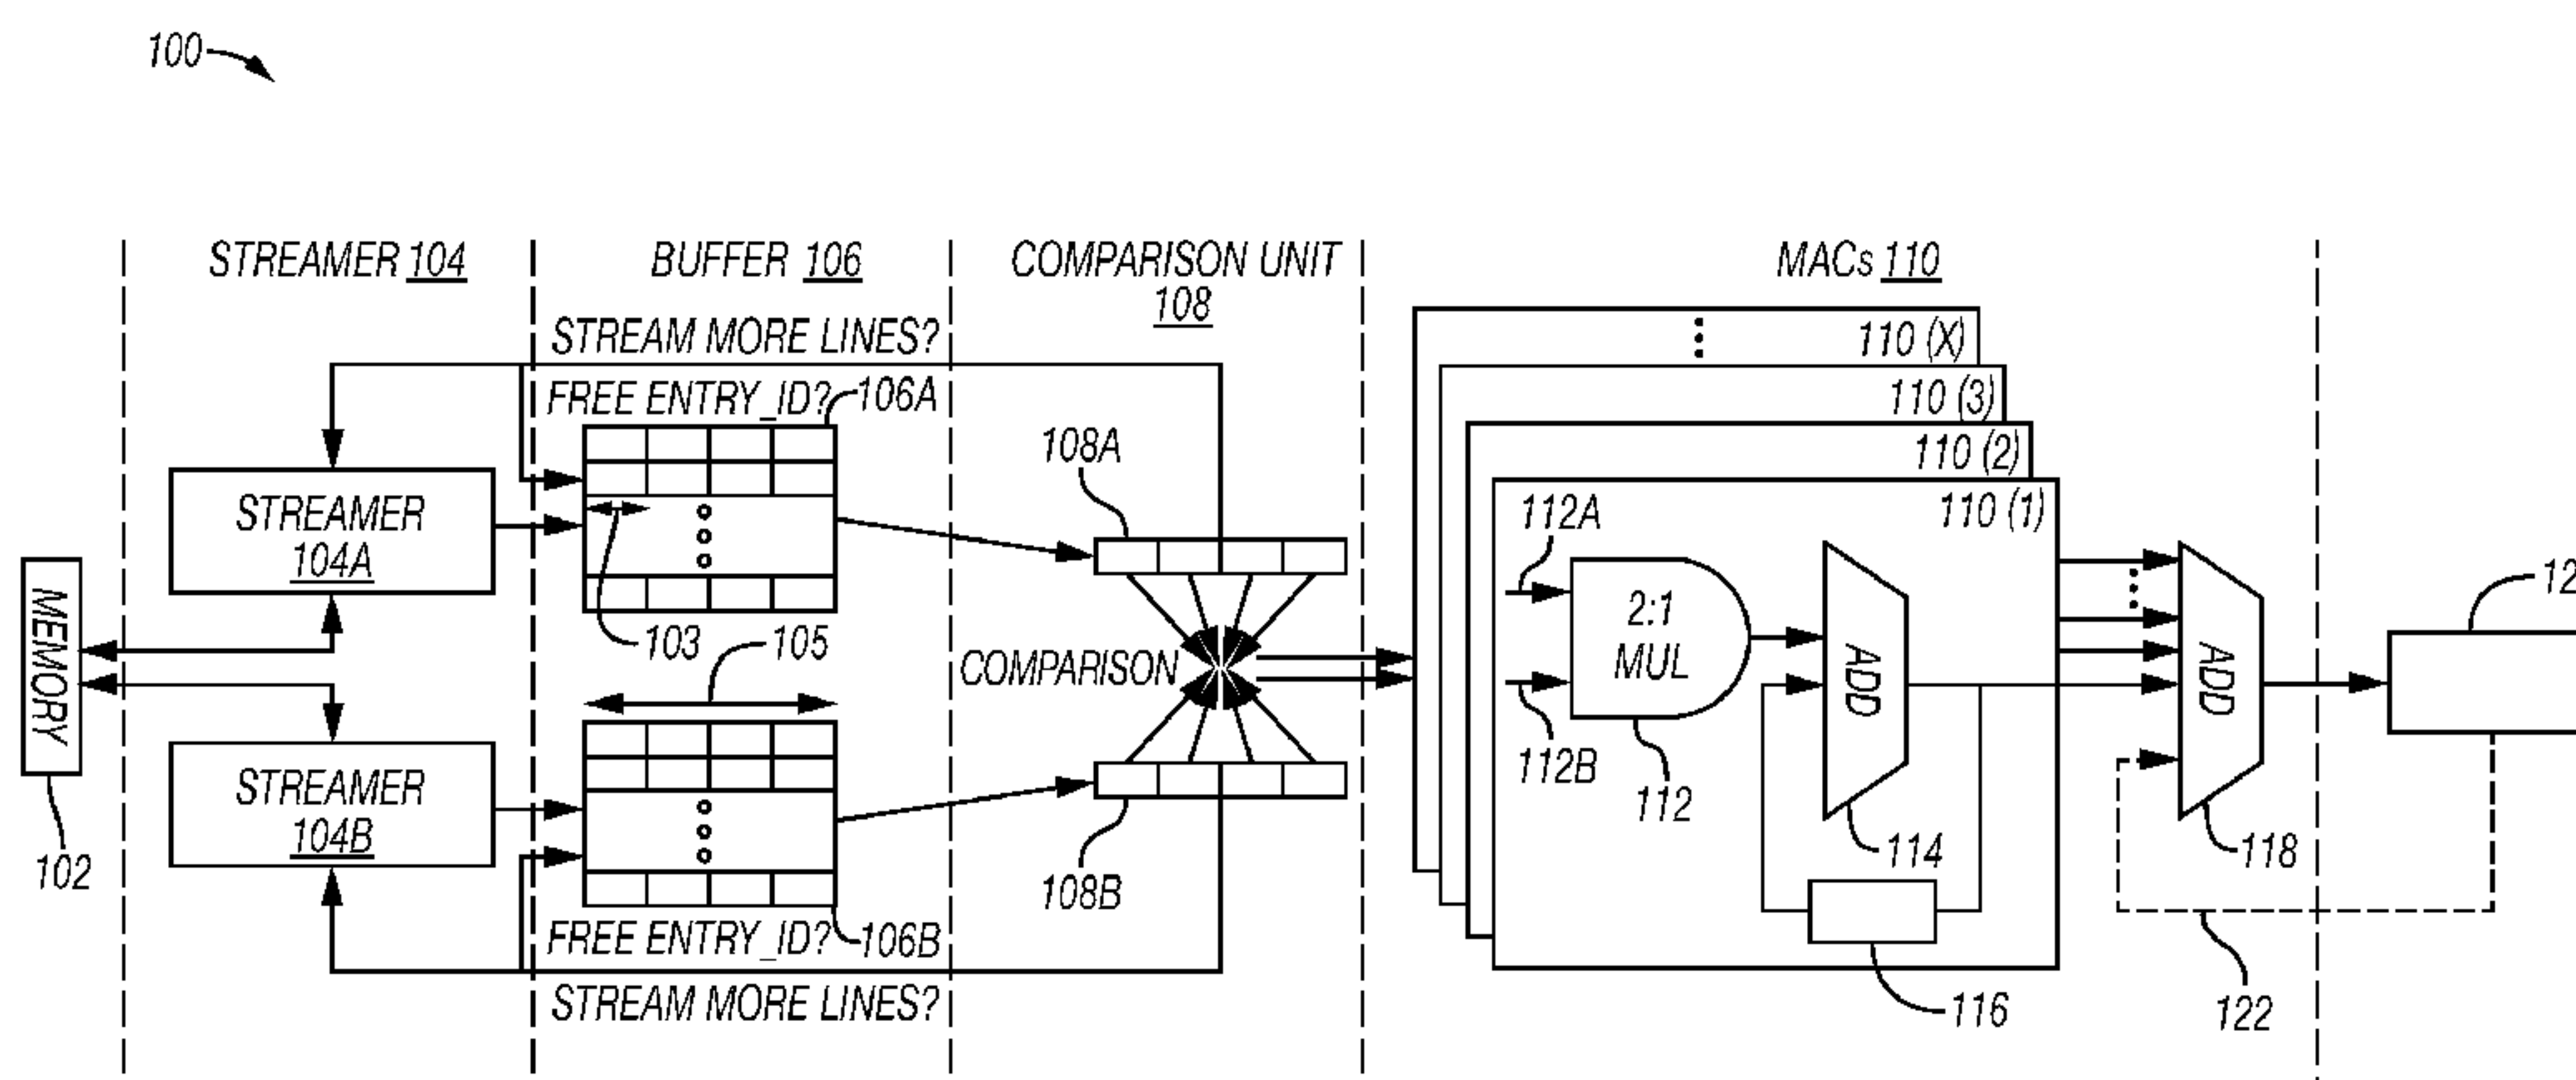 100
STREAMER 104
BUFFER 106
COMPARISON UNIT
108
MACs 110
STREAM MORE LINES?
FREE ENTRY_ID?
106A
108A
110 (X)
110 (3)
110 (2)
110 (1)
STREAMER
104A
MEMORY
102
103
105
COMPARISON
STREAMER
104B
108B
FREE ENTRY_ID?
106B
STREAM MORE LINES?
112A
2:1
MUL
112B
112
ADD
114
116
ADD
118
122